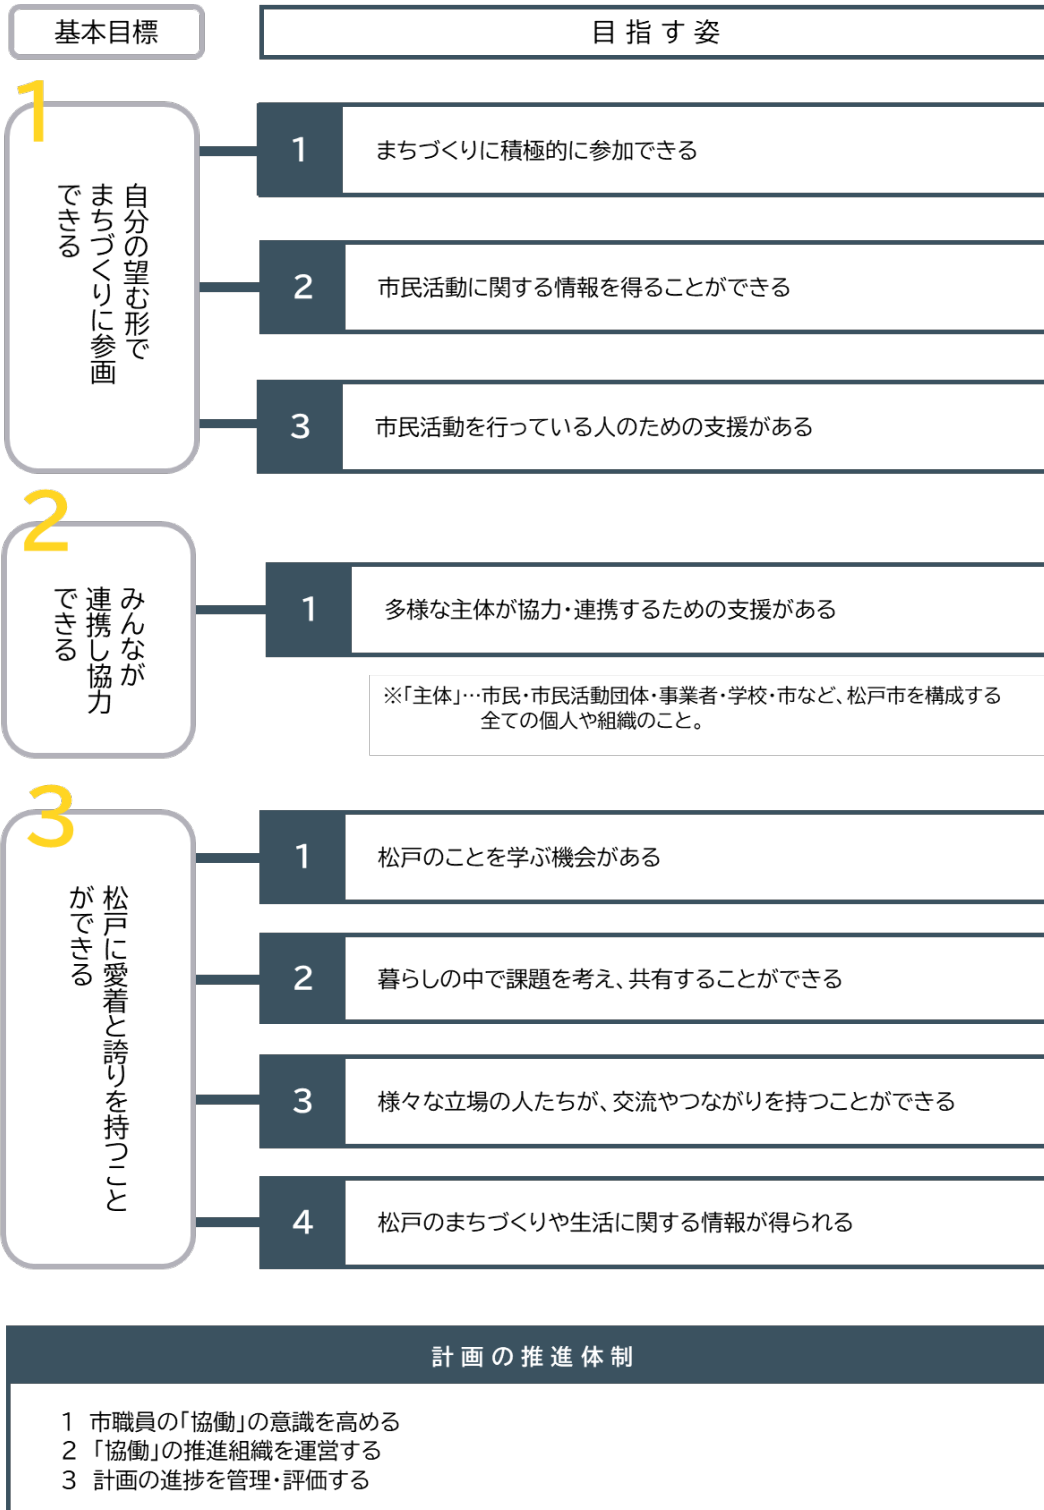 基本目標
目指す姿
1
自分の望む形で
まちづくりに参画
できる
1
まちづくりに積極的に参加できる
2
市民活動に関する情報を得ることができる
3
市民活動を行っている人のための支援がある
2
みんなが
連携し協力
できる
1
多様な主体が協力・連携するための支援がある
※「主体」…市民・市民活動団体・事業者・学校・市など、松戸市を構成する
全ての個人や組織のこと。
3
松戸に愛着と誇りを持つこと
ができる
1
松戸のことを学ぶ機会がある
2
暮らしの中で課題を考え、共有することができる
3
様々な立場の人たちが、交流やつながりを持つことができる
4
松戸のまちづくりや生活に関する情報が得られる
計画の推進体制
1 市職員の「協働」の意識を高める
2 「協働」の推進組織を運営する
3 計画の進捗を管理・評価する